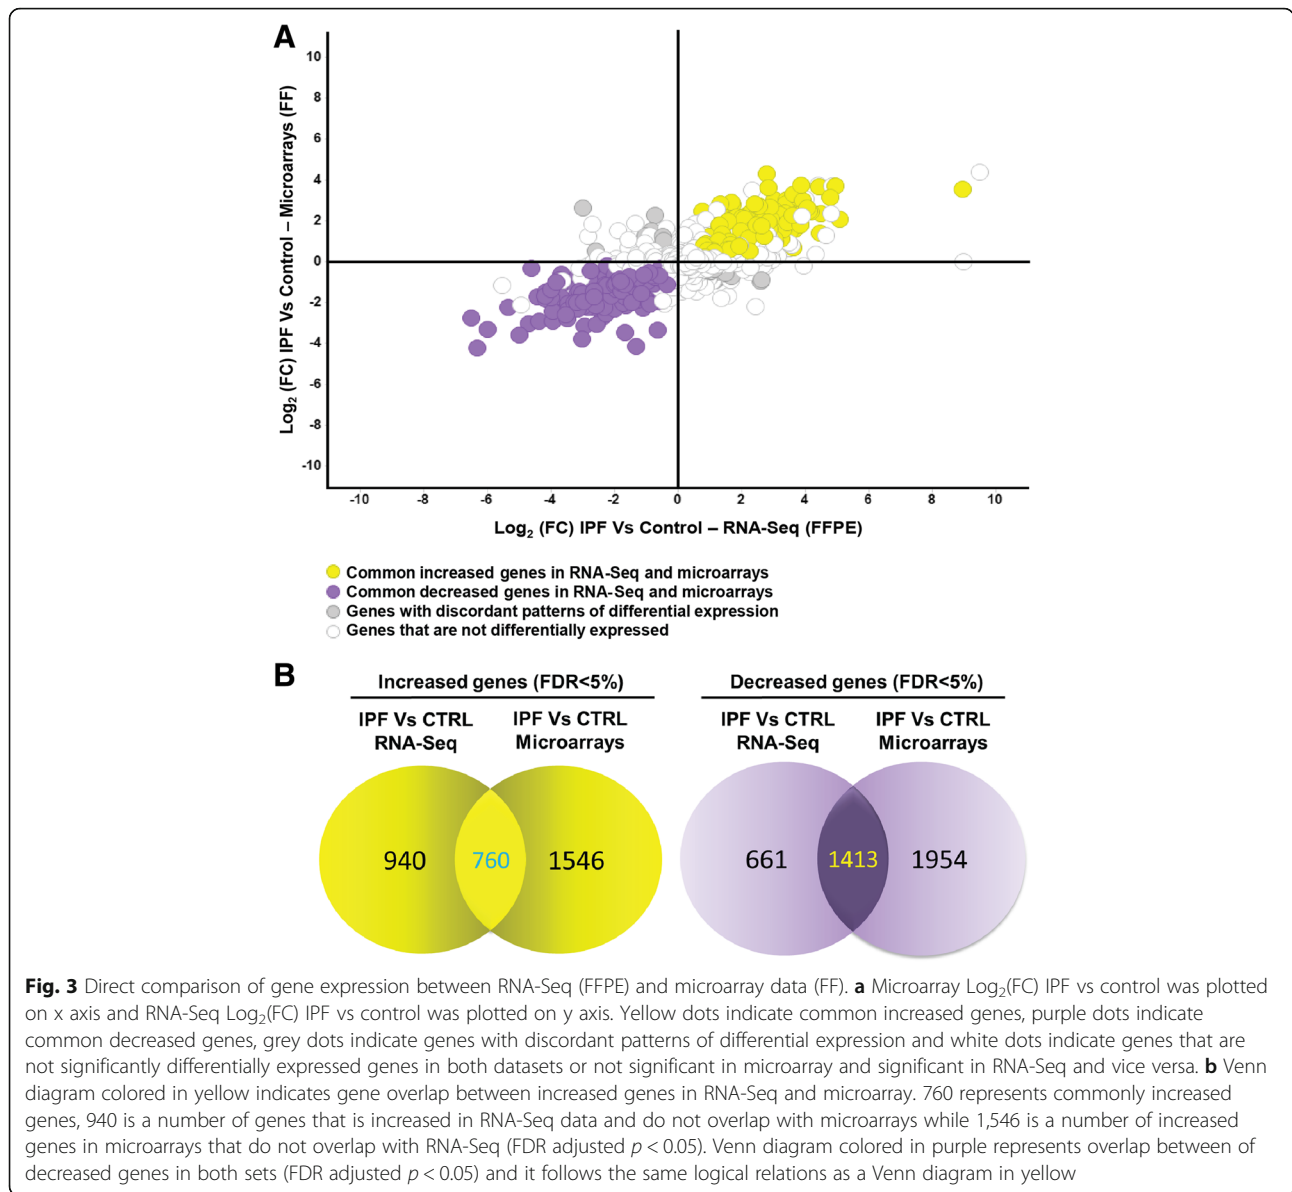 A
10
8
6
4
2
0
-2
-4
-6
-8
-10
Log2 (FC) IPF Vs Control – Microarrays (FF)
-10 -8 -6 -4 -2 0 2 4 6 8 10
Log2 (FC) IPF Vs Control – RNA-Seq (FFPE)
Common increased genes in RNA-Seq and microarrays
Common decreased genes in RNA-Seq and microarrays
Genes with discordant patterns of differential expression
Genes that are not differentially expressed
B
Increased genes (FDR<5%)
IPF Vs CTRL RNA-Seq
IPF Vs CTRL Microarrays
940 760 1546
Decreased genes (FDR<5%)
IPF Vs CTRL RNA-Seq
IPF Vs CTRL Microarrays
661 1413 1954
Fig. 3 Direct comparison of gene expression between RNA-Seq (FFPE) and microarray data (FF). a Microarray Log2(FC) IPF vs control was plotted
on x axis and RNA-Seq Log2(FC) IPF vs control was plotted on y axis. Yellow dots indicate common increased genes, purple dots indicate
common decreased genes, grey dots indicate genes with discordant patterns of differential expression and white dots indicate genes that are
not significantly differentially expressed genes in both datasets or not significant in microarray and significant in RNA-Seq and vice versa. b Venn
diagram colored in yellow indicates gene overlap between increased genes in RNA-Seq and microarray. 760 represents commonly increased
genes, 940 is a number of genes that is increased in RNA-Seq data and do not overlap with microarrays while 1,546 is a number of increased
genes in microarrays that do not overlap with RNA-Seq (FDR adjusted p < 0.05). Venn diagram colored in purple represents overlap between of
decreased genes in both sets (FDR adjusted p < 0.05) and it follows the same logical relations as a Venn diagram in yellow